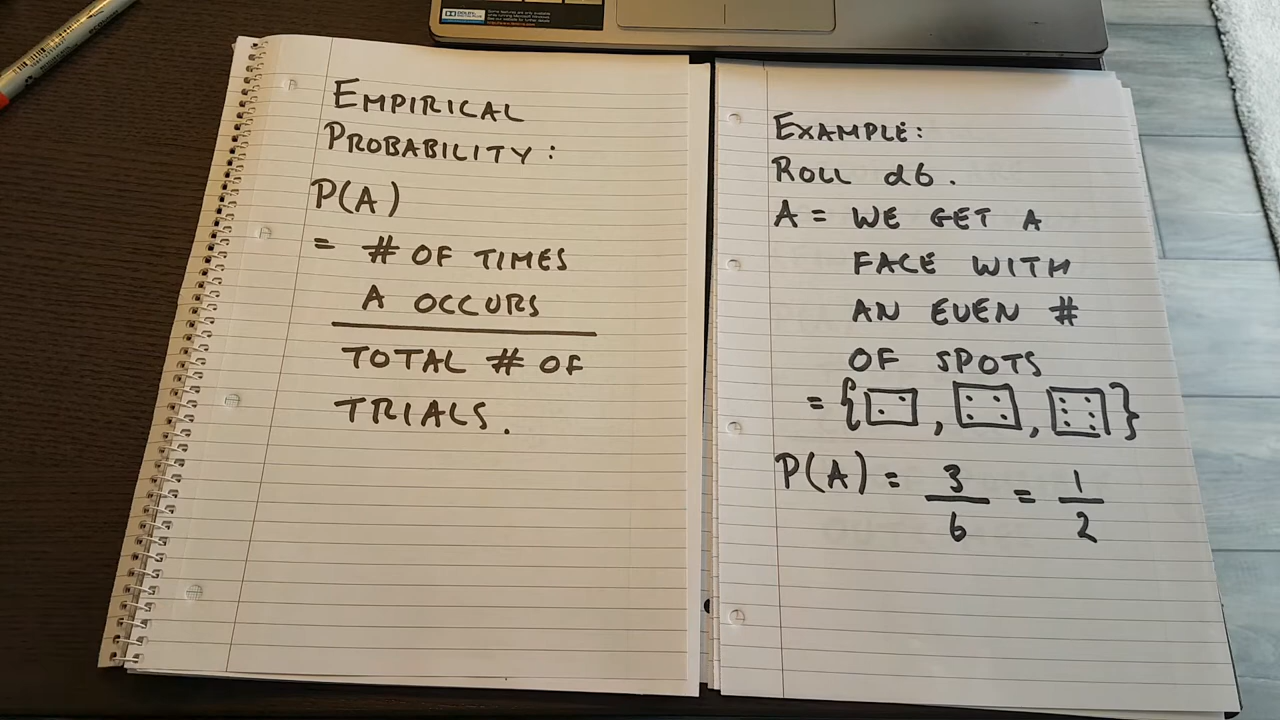 EMPIRICAL
PROBABILITY:
P(A)
= # OF TIMES
A OCCURS
TOTAL # OF
TRIALS.
EXAMPLE:
ROLL d6.
A = WE GET A
FACE WITH
AN EVEN #
OF SPOTS
= { , , }
P(A) = 3/6 = 1/2